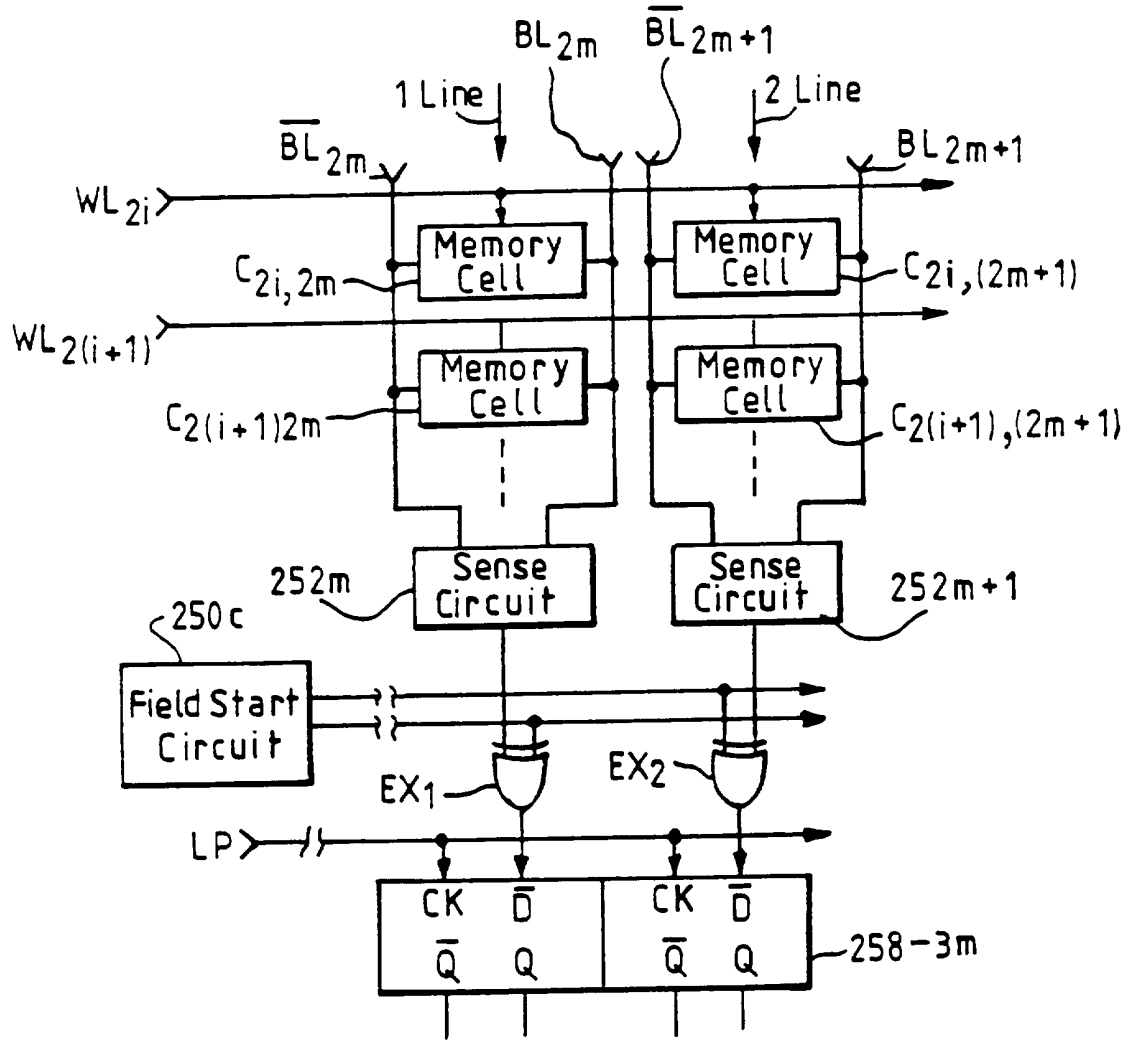 BL₂ₘ
B̅L̅₂ₘ₊₁
1 Line
2 Line
B̅L̅₂ₘ
BL₂ₘ₊₁
WL₂ᵢ
Memory Cell
Memory Cell
C₂ᵢ,₂ₘ
C₂ᵢ,₍₂ₘ₊₁₎
WL₂₍ᵢ₊₁₎
Memory Cell
Memory Cell
C₂₍ᵢ₊₁₎₂ₘ
C₂₍ᵢ₊₁₎,₍₂ₘ₊₁₎
252m
Sense Circuit
Sense Circuit
252m+1
250c
Field Start Circuit
EX₁
EX₂
LP
CK D̅ CK D̅
Q̅ Q Q̅ Q
258-3m